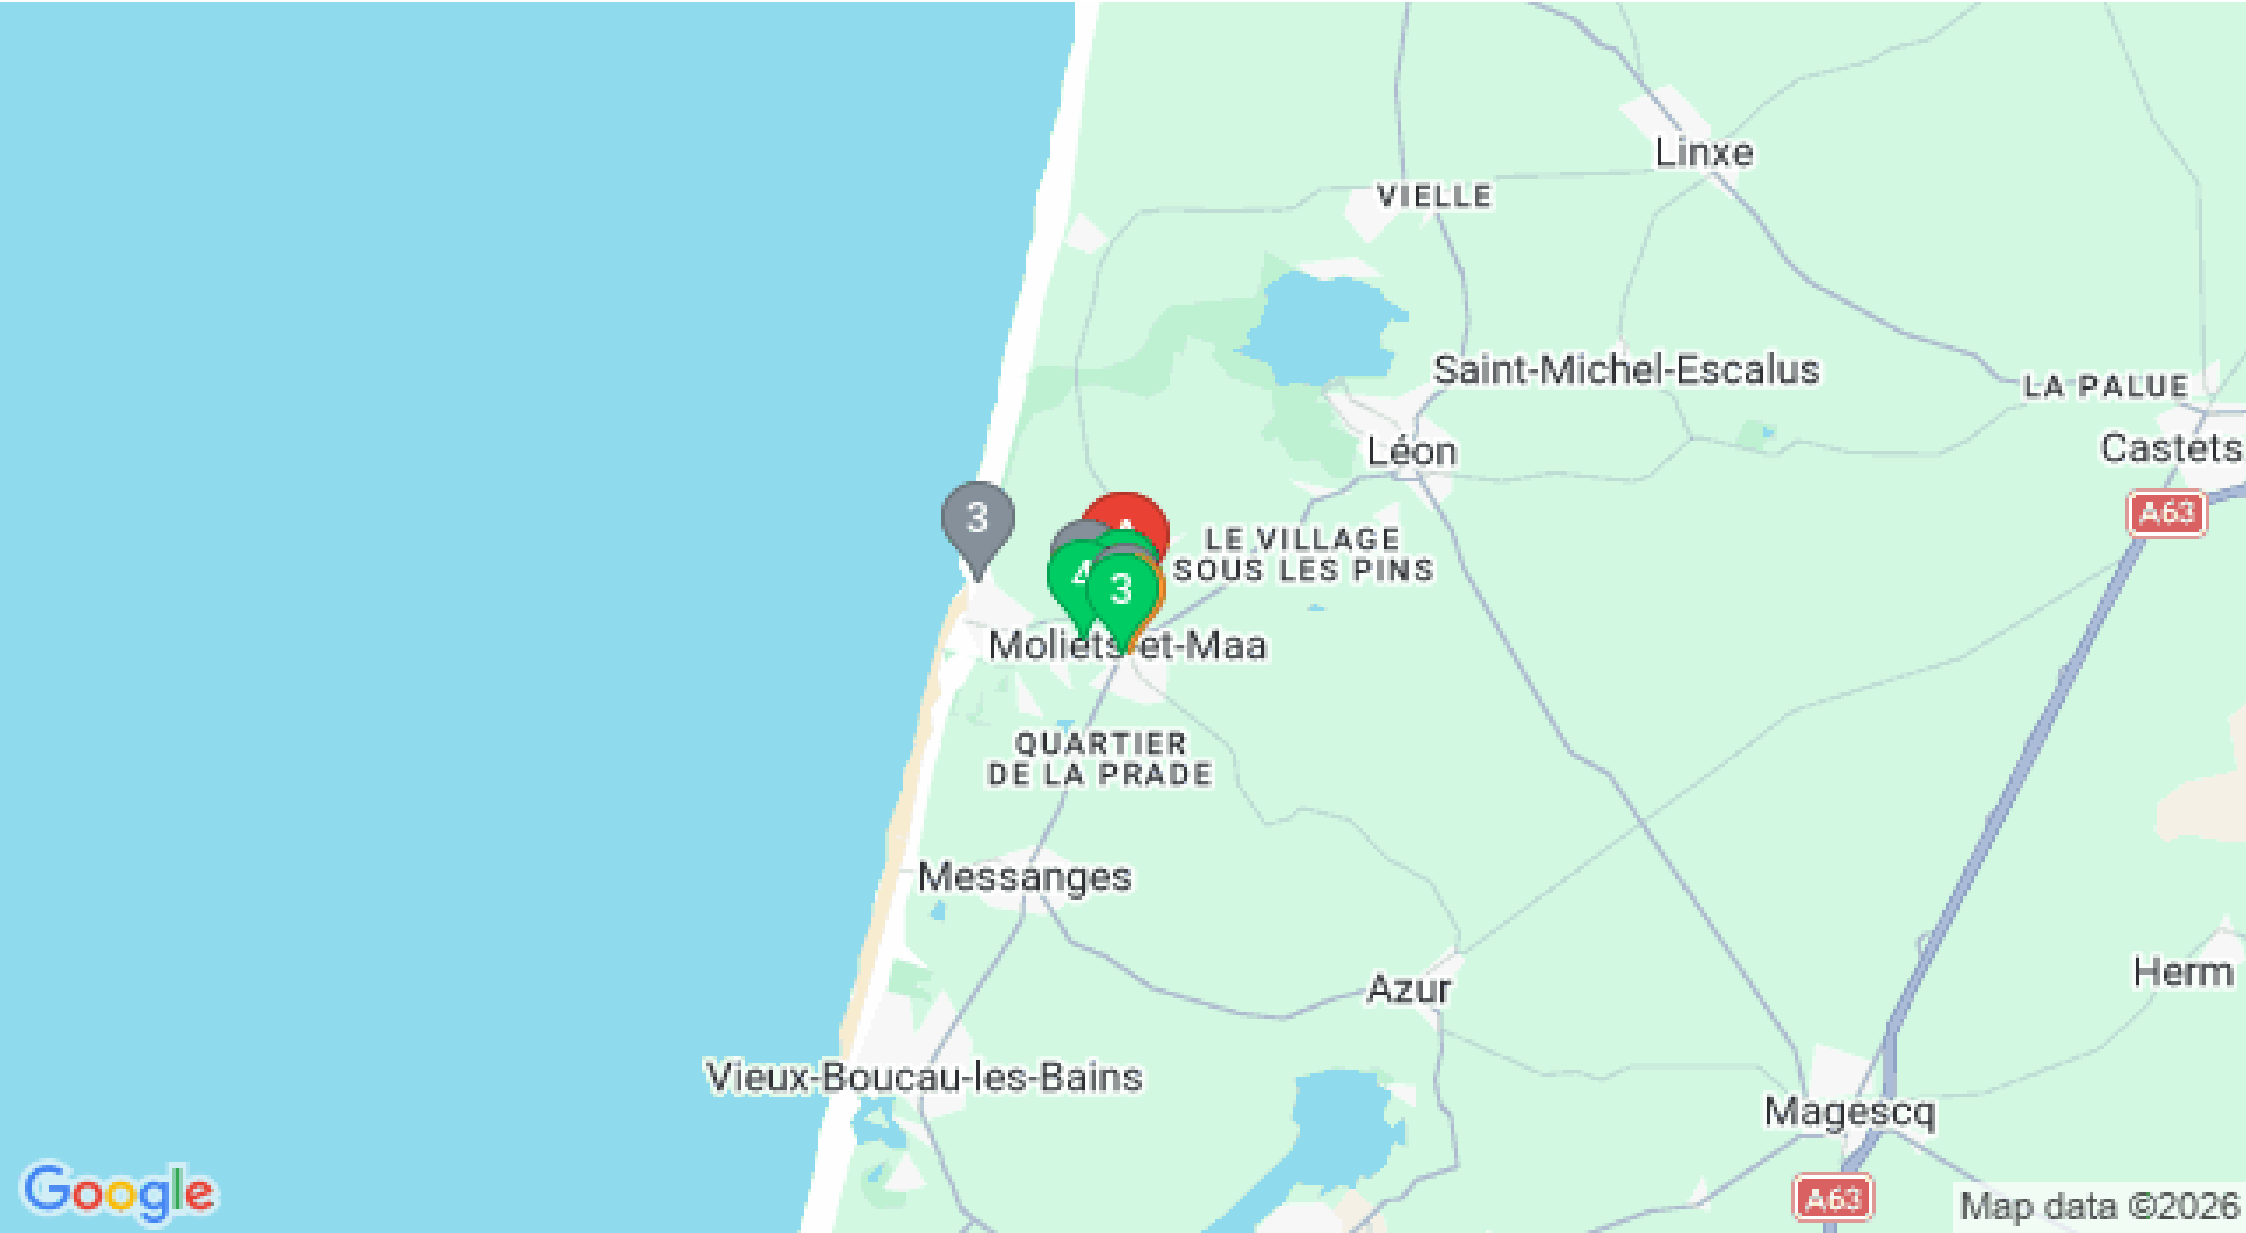 Linxe
VIELLE
Saint-Michel-Escalus
LA PALUE
Léon
Castets
A63
3
LE VILLAGE
SOUS LES PINS
4
3
Moliets-et-Maa
QUARTIER
DE LA PRADE
Messanges
Azur
Herm
Vieux-Boucau-les-Bains
Magescq
A63
Google
Map data ©2026